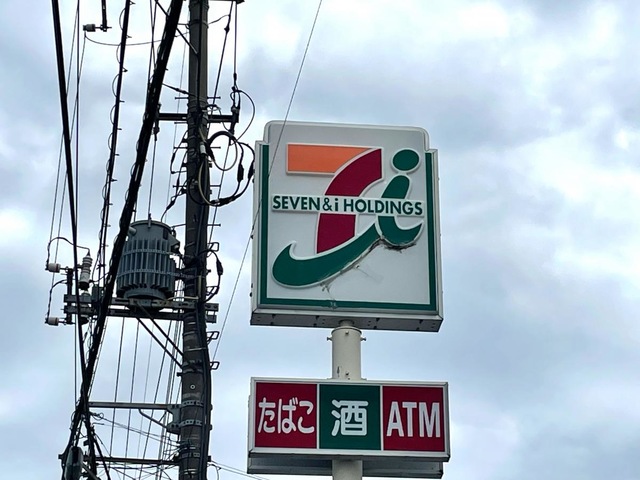 SEVEN&i HOLDINGS
たばこ 酒 ATM